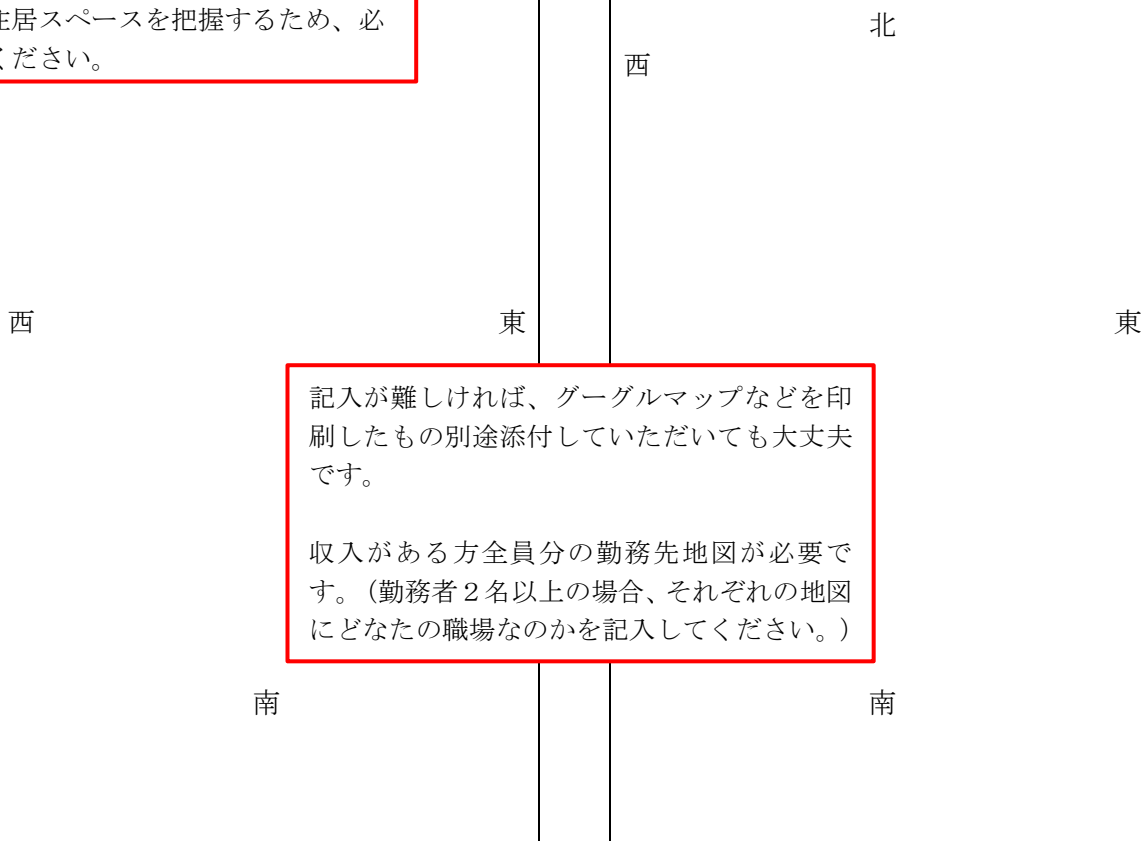 住居スペースを把握するため、必
ください。
北
西
西
東
東
記入が難しければ、グーグルマップなどを印
刷したもの別途添付していただいても大丈夫
です。
収入がある方全員分の勤務先地図が必要で
す。（勤務者２名以上の場合、それぞれの地図
にどなたの職場なのかを記入してください。）
南
南